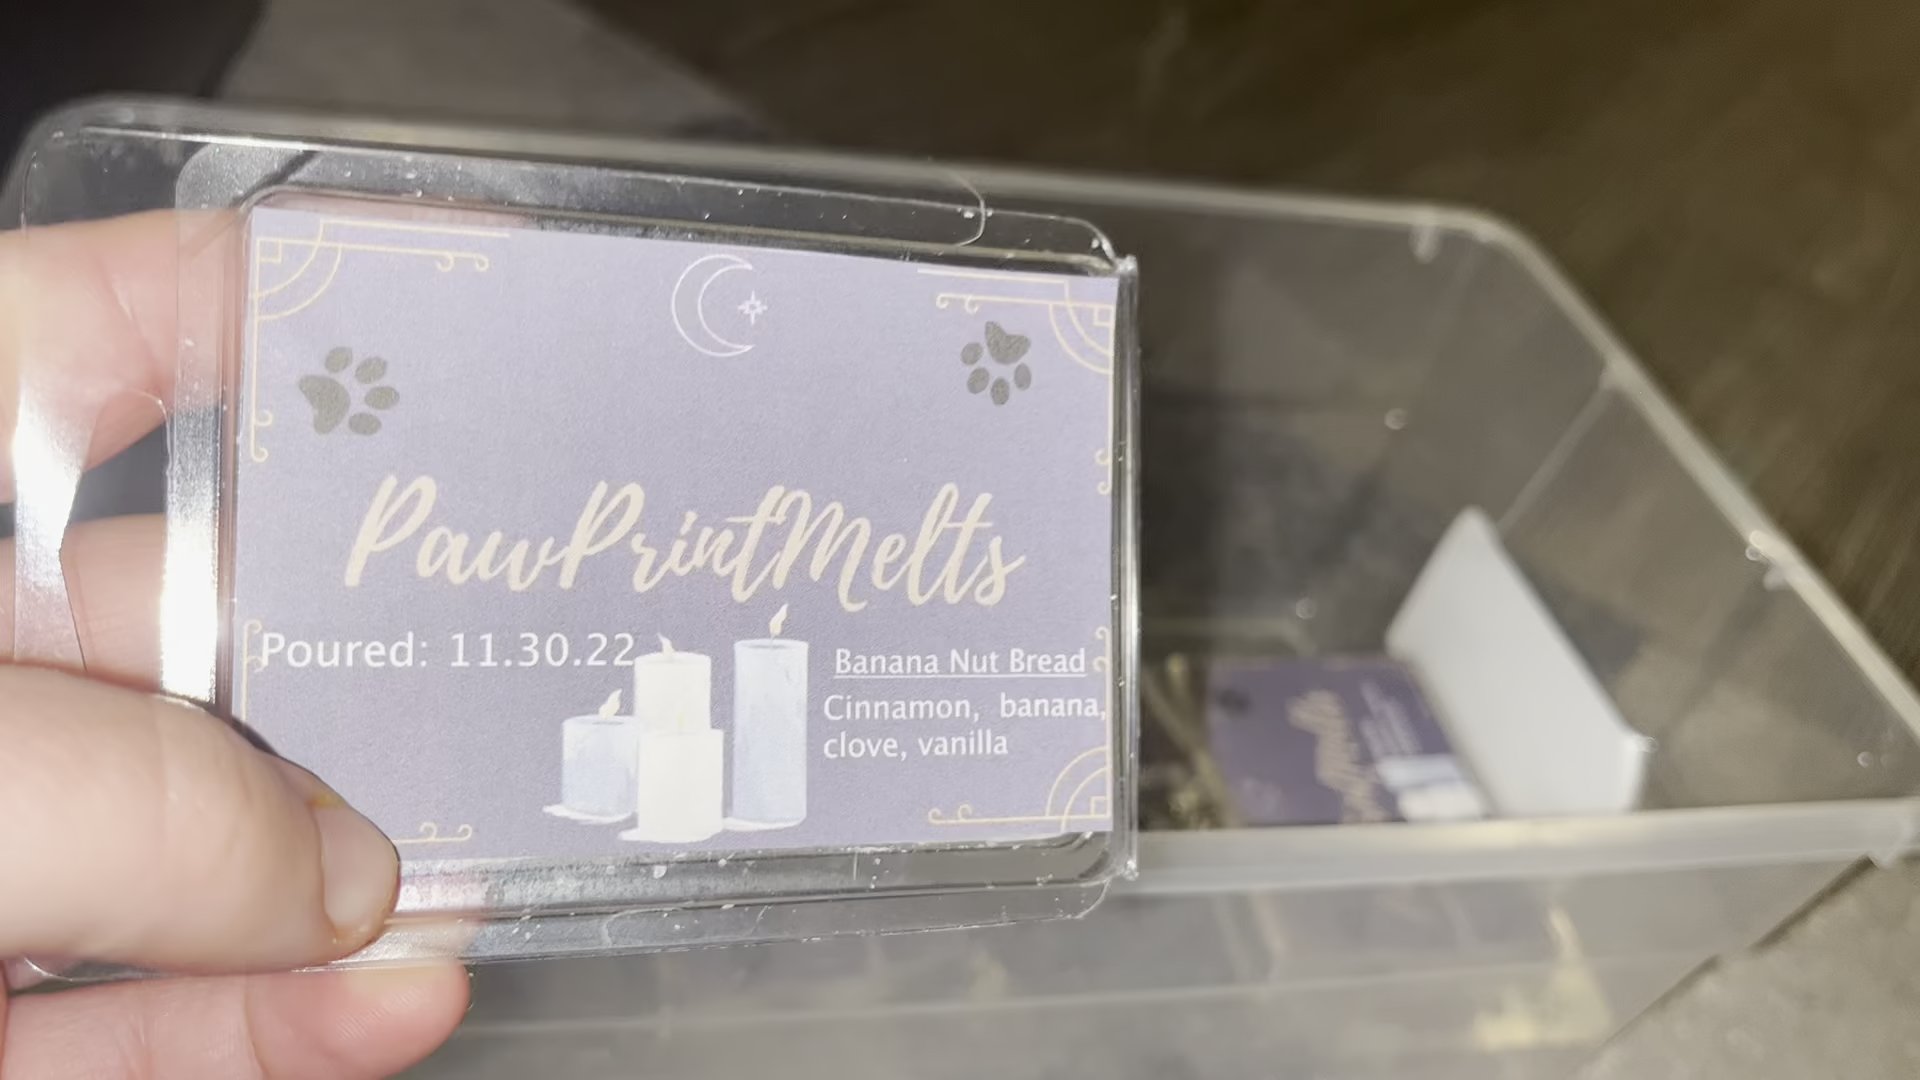 PawPrintMelts
Poured: 11.30.22
Banana Nut Bread
Cinnamon, banana,
clove, vanilla